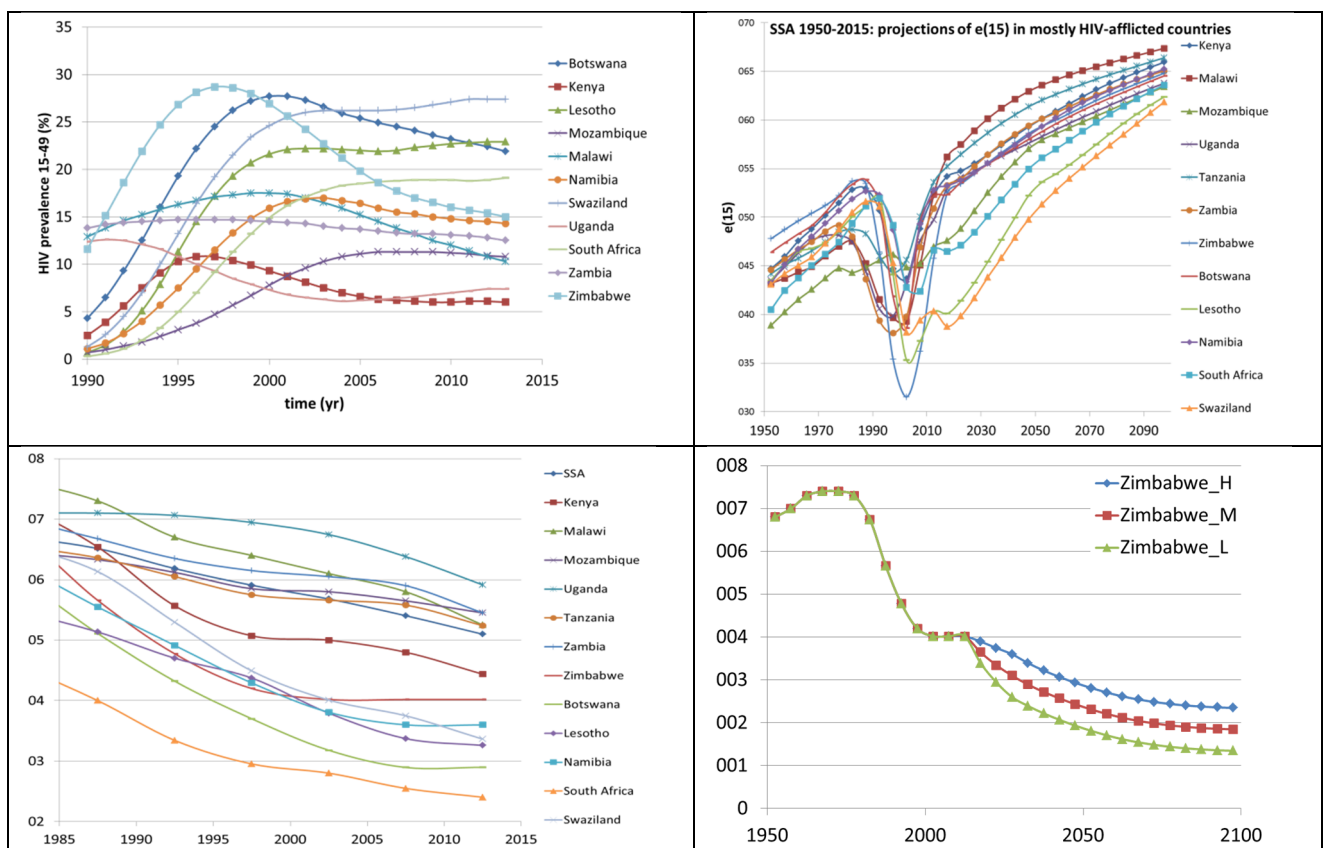 35
30
25
20
15
10
5
0
HIV prevalence 15-49 (%)
1990
1995
2000
2005
2010
2015
time (yr)
Botswana
Kenya
Lesotho
Mozambique
Malawi
Namibia
Swaziland
Uganda
South Africa
Zambia
Zimbabwe
SSA 1950-2015: projections of e(15) in mostly HIV-afflicted countries
070
065
060
055
050
045
040
035
030
e(15)
1950
1970
1990
2010
2030
2050
2070
2090
Kenya
Malawi
Mozambique
Uganda
Tanzania
Zambia
Zimbabwe
Botswana
Lesotho
Namibia
South Africa
Swaziland
08
07
06
05
04
03
02
1985
1990
1995
2000
2005
2010
2015
SSA
Kenya
Malawi
Mozambique
Uganda
Tanzania
Zambia
Zimbabwe
Botswana
Lesotho
Namibia
South Africa
Swaziland
008
007
006
005
004
003
002
001
0
1950
2000
2050
2100
Zimbabwe_H
Zimbabwe_M
Zimbabwe_L